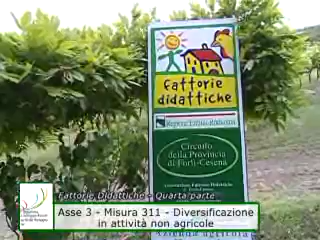 fattorie
didattiche
Regione Emilia-Romagna
Circuito
della Provincia
di Forlì-Cesena
Fattorie Didattiche - Quarta parte
Asse 3 - Misura 311 - Diversificazione
in attività non agricole